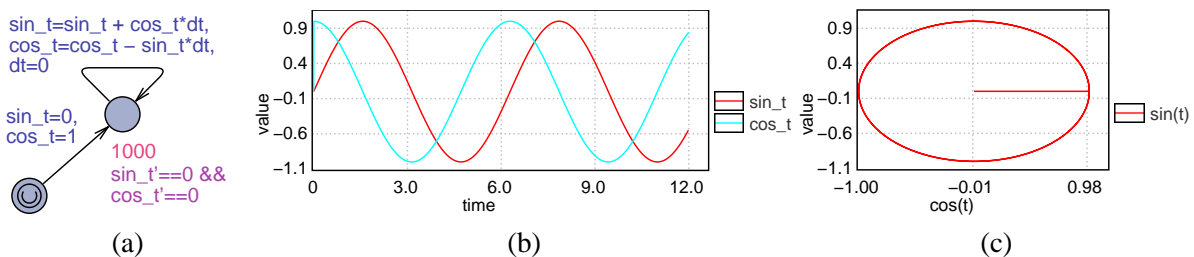 sin_t=sin_t + cos_t*dt,
cos_t=cos_t − sin_t*dt,
dt=0
sin_t=0,
cos_t=1
1000
sin_t'==0 &&
cos_t'==0
(a)
value
0.9
0.4
−0.1
−0.6
−1.1
0
3.0
6.0
9.0
12.0
time
sin_t
cos_t
(b)
value
0.9
0.4
−0.1
−0.6
−1.1
−1.00
−0.01
0.98
cos(t)
sin(t)
(c)